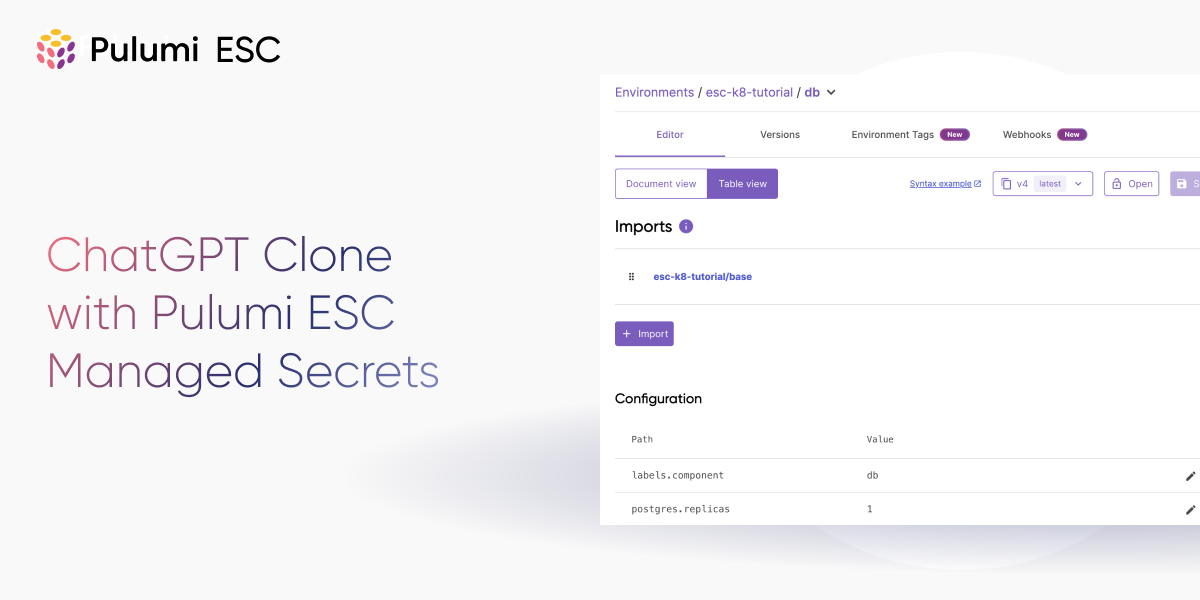 Pulumi ESC
ChatGPT Clone
with Pulumi ESC
Managed Secrets
Environments / esc-k8-tutorial / db
Editor Versions Environment Tags New Webhooks New
Document view Table view Syntax example v4 latest Open S
Imports
esc-k8-tutorial/base
+ Import
Configuration
Path Value
labels.component db
postgres.replicas 1